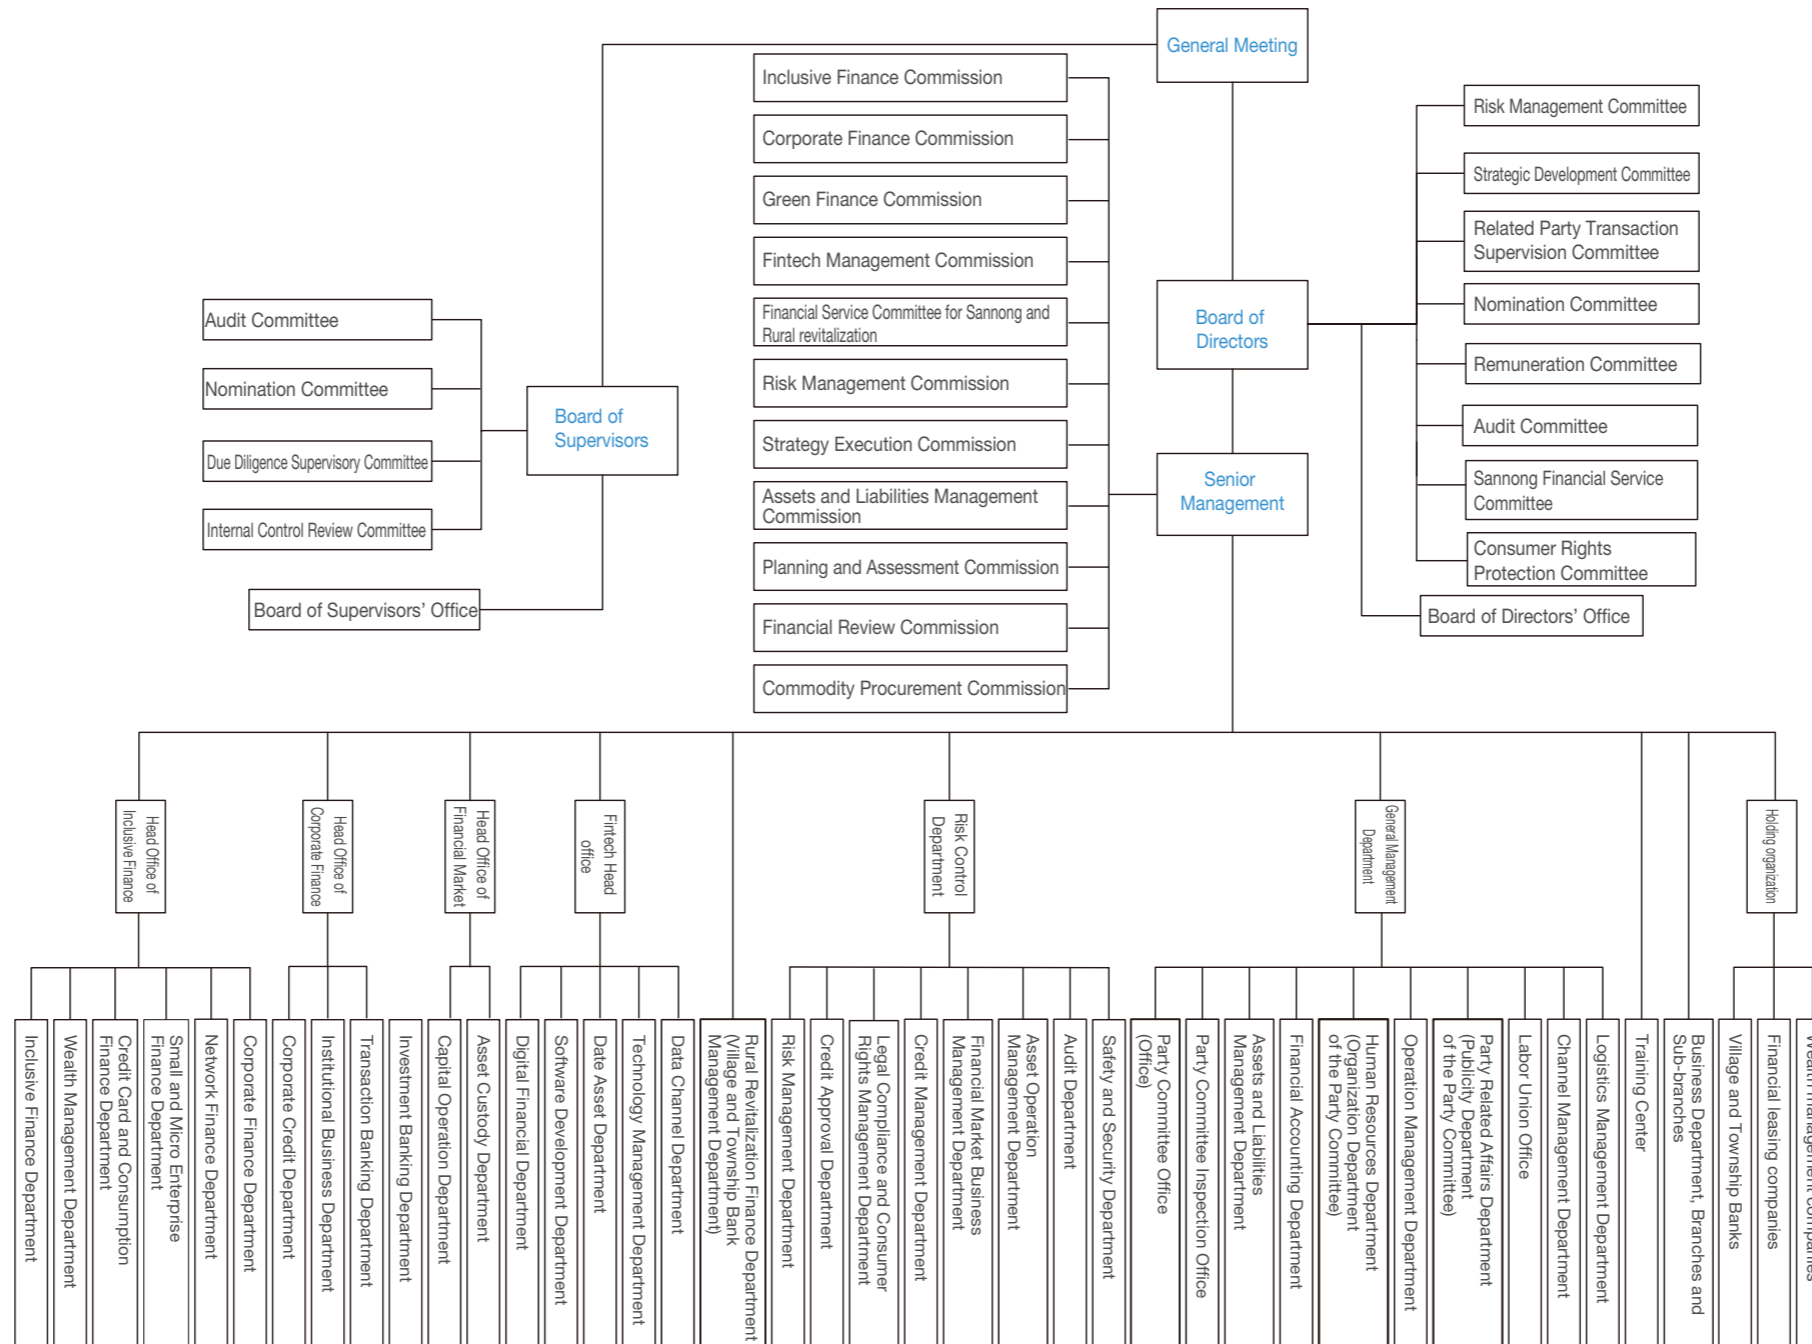 General Meeting
Inclusive Finance Commission
Corporate Finance Commission
Green Finance Commission
Fintech Management Commission
Financial Service Committee for Sannong and
Rural revitalization
Risk Management Commission
Strategy Execution Commission
Assets and Liabilities Management
Commission
Planning and Assessment Commission
Financial Review Commission
Commodity Procurement Commission
Risk Management Committee
Strategic Development Committee
Related Party Transaction
Supervision Committee
Nomination Committee
Remuneration Committee
Audit Committee
Sannong Financial Service
Committee
Consumer Rights
Protection Committee
Board of Directors' Office
Board of
Directors
Senior
Management
Audit Committee
Nomination Committee
Due Diligence Supervisory Committee
Internal Control Review Committee
Board of
Supervisors
Board of Supervisors' Office
Head Office of
Inclusive Finance
Head Office of
Corporate Finance
Head Office of
Financial Market
Fintech Head
office
Risk Control
Department
General Management
Department
Holding organization
Inclusive Finance Department
Wealth Management Department
Credit Card and Consumption
Finance Department
Small and Micro Enterprise
Finance Department
Network Finance Department
Corporate Finance Department
Corporate Credit Department
Institutional Business Department
Transaction Banking Department
Investment Banking Department
Capital Operation Department
Asset Custody Department
Digital Financial Department
Software Development Department
Date Asset Department
Technology Management Department
Data Channel Department
Rural Revitalization Finance Department
(Village and Township Bank
Management Department)
Risk Management Department
Credit Approval Department
Legal Compliance and Consumer
Rights Management Department
Credit Management Department
Financial Market Business
Management Department
Asset Operation
Management Department
Audit Department
Safety and Security Department
Party Committee Office
(Office)
Party Committee Inspection Office
Assets and Liabilities
Management Department
Financial Accounting Department
Human Resources Department
(Organization Department
of the Party Committee)
Operation Management Department
Party Related Affairs Department
(Publicity Department
of the Party Committee)
Labor Union Office
Channel Management Department
Logistics Management Department
Training Center
Business Department, Branches and
Sub-branches
Village and Township Banks
Financial leasing companies
Wealth management companies